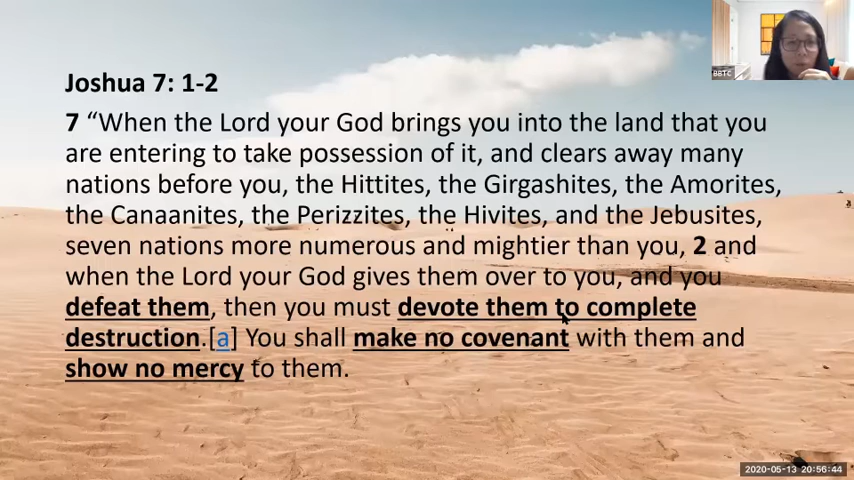 Joshua 7: 1-2
7 “When the Lord your God brings you into the land that you
are entering to take possession of it, and clears away many
nations before you, the Hittites, the Girgashites, the Amorites,
the Canaanites, the Perizzites, the Hivites, and the Jebusites,
seven nations more numerous and mightier than you, 2 and
when the Lord your God gives them over to you, and you
defeat them, then you must devote them to complete
destruction.[a] You shall make no covenant with them and
show no mercy to them.
BBTC
2020-05-13 20:56:44